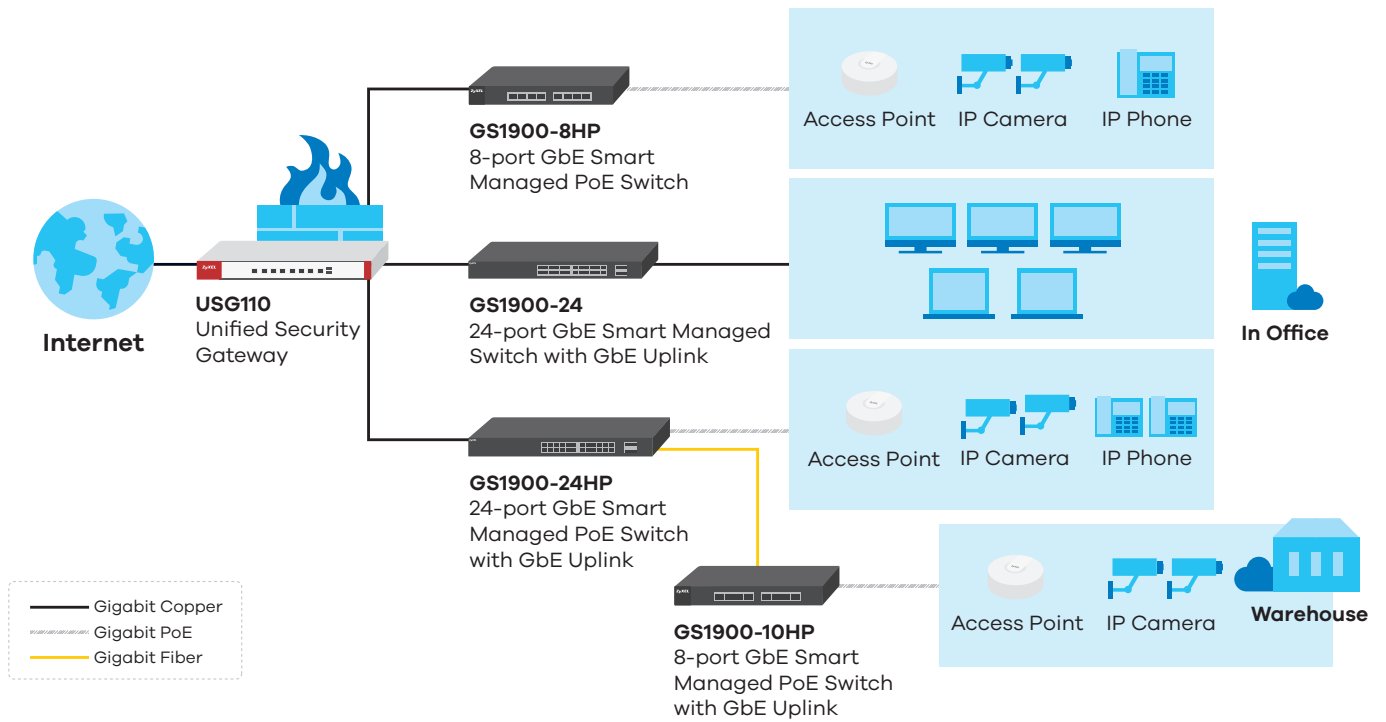 ZyXEL
GS1900-8HP
8-port GbE Smart
Managed PoE Switch
Access Point
IP Camera
IP Phone
Internet
ZyXEL
USG110
Unified Security
Gateway
GS1900-24
24-port GbE Smart Managed
Switch with GbE Uplink
In Office
GS1900-24HP
24-port GbE Smart
Managed PoE Switch
with GbE Uplink
Access Point
IP Camera
IP Phone
ZyXEL
GS1900-10HP
8-port GbE Smart
Managed PoE Switch
with GbE Uplink
Access Point
IP Camera
Warehouse
Gigabit Copper
Gigabit PoE
Gigabit Fiber